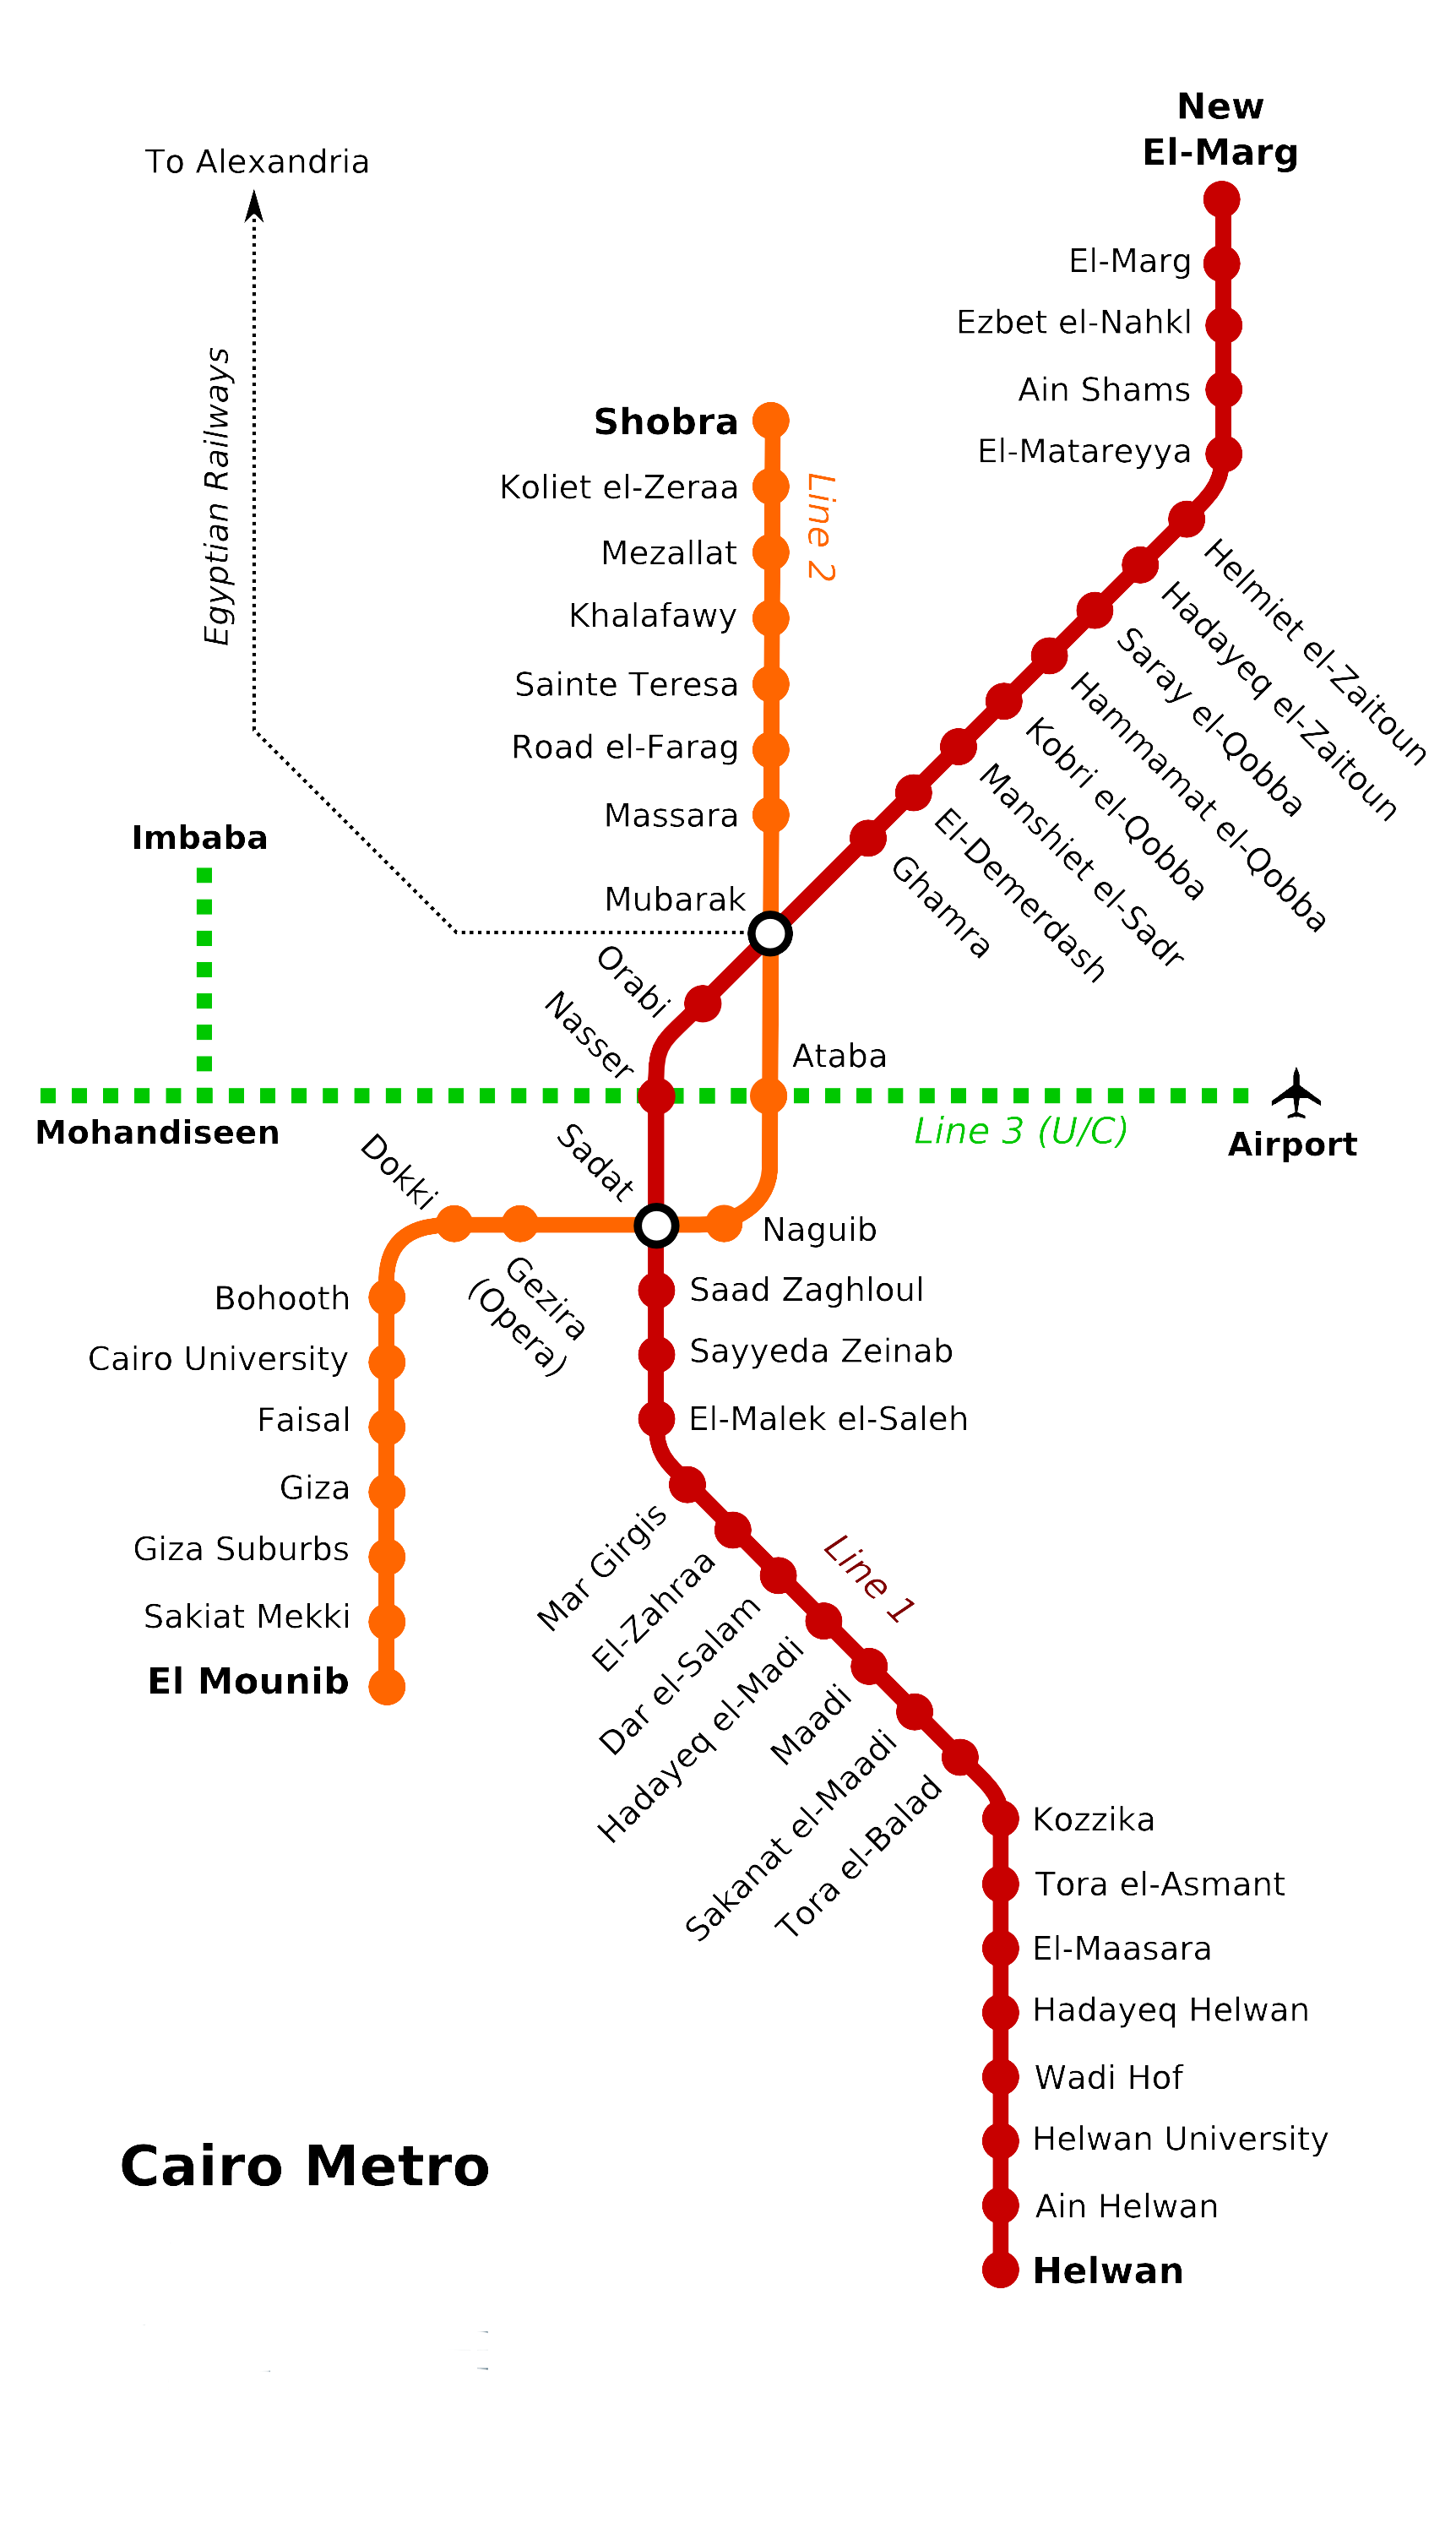 New
El-Marg
To Alexandria
El-Marg
Ezbet el-Nahkl
Ain Shams
El-Matareyya
Egyptian Railways
Shobra
Koliet el-Zeraa
Mezallat
Khalafawy
Sainte Teresa
Road el-Farag
Massara
Mubarak
Line 2
Helmiet el-Zaitoun
Hadayeq el-Zaitoun
Saray el-Qobba
Hammamat el-Qobba
Kobri el-Qobba
Manshiet el-Sadr
El-Demerdash
Ghamra
Imbaba
Orabi
Nasser
Ataba
Mohandiseen
Line 3 (U/C)
Airport
Dokki
Sadat
Naguib
Gezira
(Opera)
Bohooth
Cairo University
Faisal
Giza
Giza Suburbs
Sakiat Mekki
El Mounib
Saad Zaghloul
Sayyeda Zeinab
El-Malek el-Saleh
Line 1
Mar Girgis
El-Zahraa
Dar el-Salam
Hadayeq el-Madi
Maadi
Sakanat el-Maadi
Tora el-Balad
Kozzika
Tora el-Asmant
El-Maasara
Hadayeq Helwan
Wadi Hof
Helwan University
Ain Helwan
Helwan
Cairo Metro